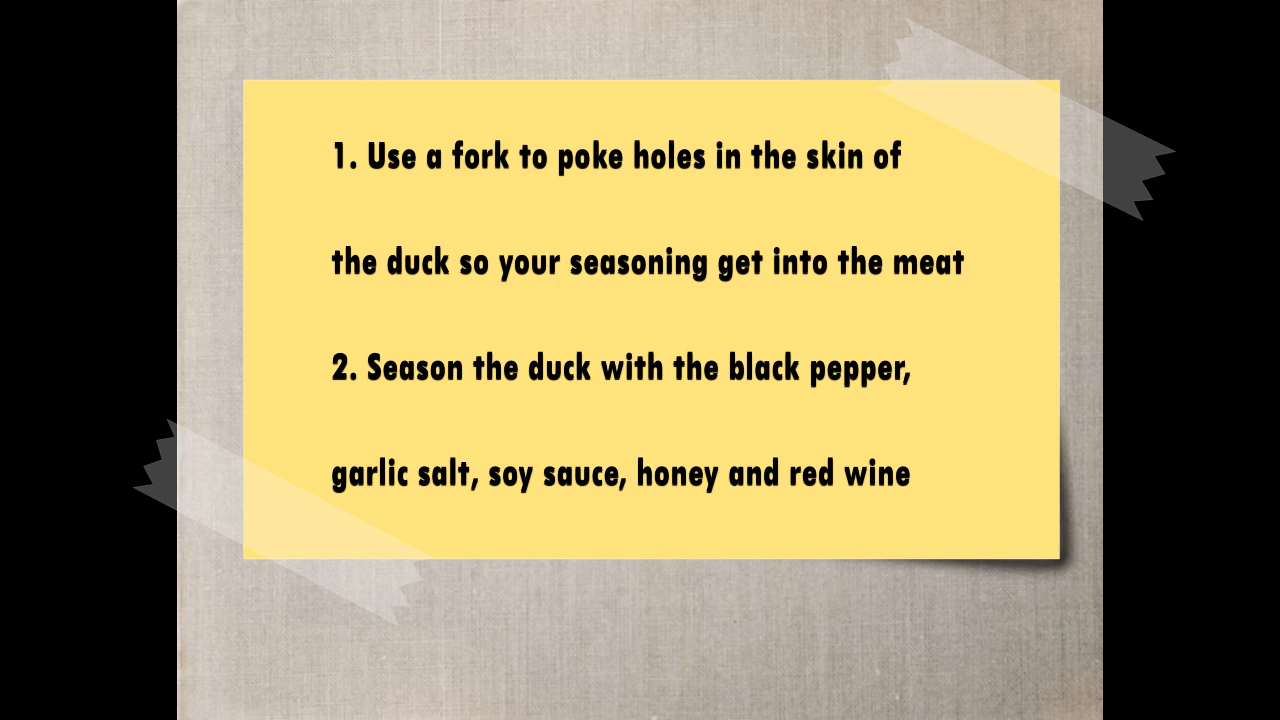 1. Use a fork to poke holes in the skin of
the duck so your seasoning get into the meat
2. Season the duck with the black pepper,
garlic salt, soy sauce, honey and red wine